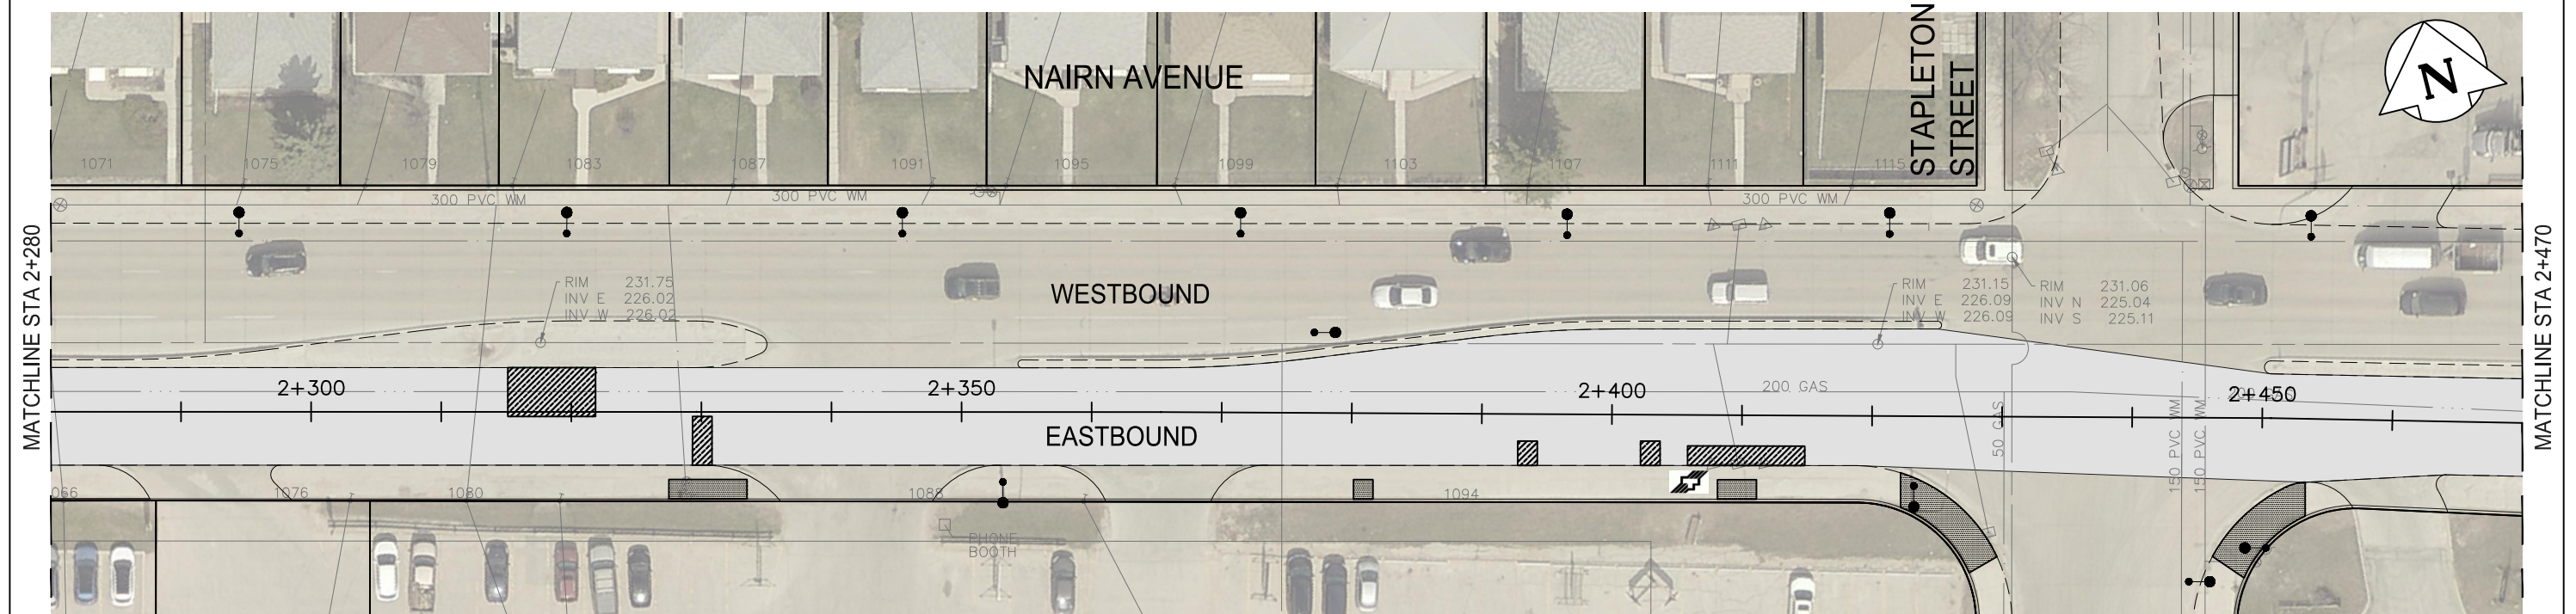 NAIRN AVENUE
STAPLETON
STREET
N
1071
1075
1079
1083
1087
1091
1095
1099
1103
1107
1111
1115
300 PVC WM
300 PVC WM
300 PVC WM
MATCHLINE STA 2+280
MATCHLINE STA 2+470
RIM 231.75
INV E 226.02
INV W 226.02
WESTBOUND
RIM 231.15
INV E 226.09
INV W 226.09
RIM 231.06
INV N 225.04
INV S 225.11
2+300
2+350
2+400
200 GAS
2+450
EASTBOUND
50 GAS
150 PVC WM
150 PVC WM
066
1076
1080
1088
1094
PHONE
BOOTH